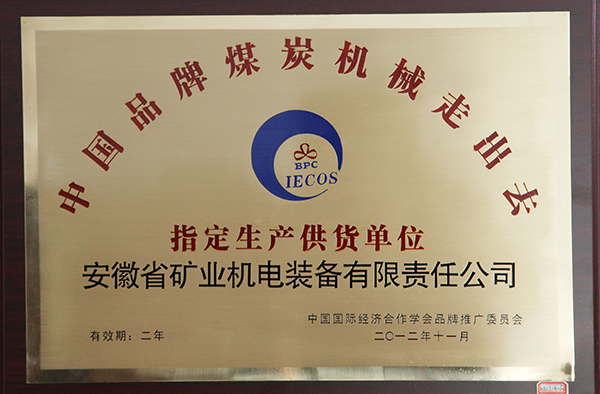 中国品牌煤炭机械走出去
BPC
IECOS
指定生产供货单位
安徽省矿业机电装备有限责任公司
中国国际经济合作学会品牌推广委员会
有效期：二年
二〇一二年十一月